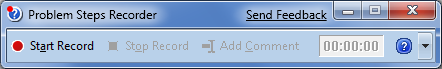 Problem Steps Recorder Send Feedback
Start Record Stop Record Add Comment 00:00:00